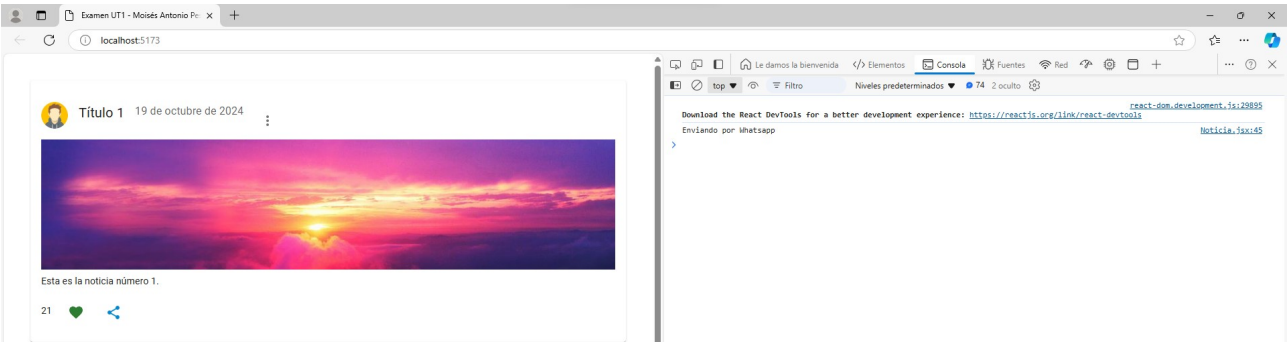 Examen UT1 - Moisés Antonio Pe
localhost:5173
Título 1 19 de octubre de 2024
Esta es la noticia número 1.
21
Le damos la bienvenida Elementos Consola Fuentes Red
top Filtro Niveles predeterminados 74 2 oculto
react-dom.development.js:29895
Download the React DevTools for a better development experience: https://reactjs.org/link/react-devtools
Enviando por Whatsapp Noticia.jsx:45